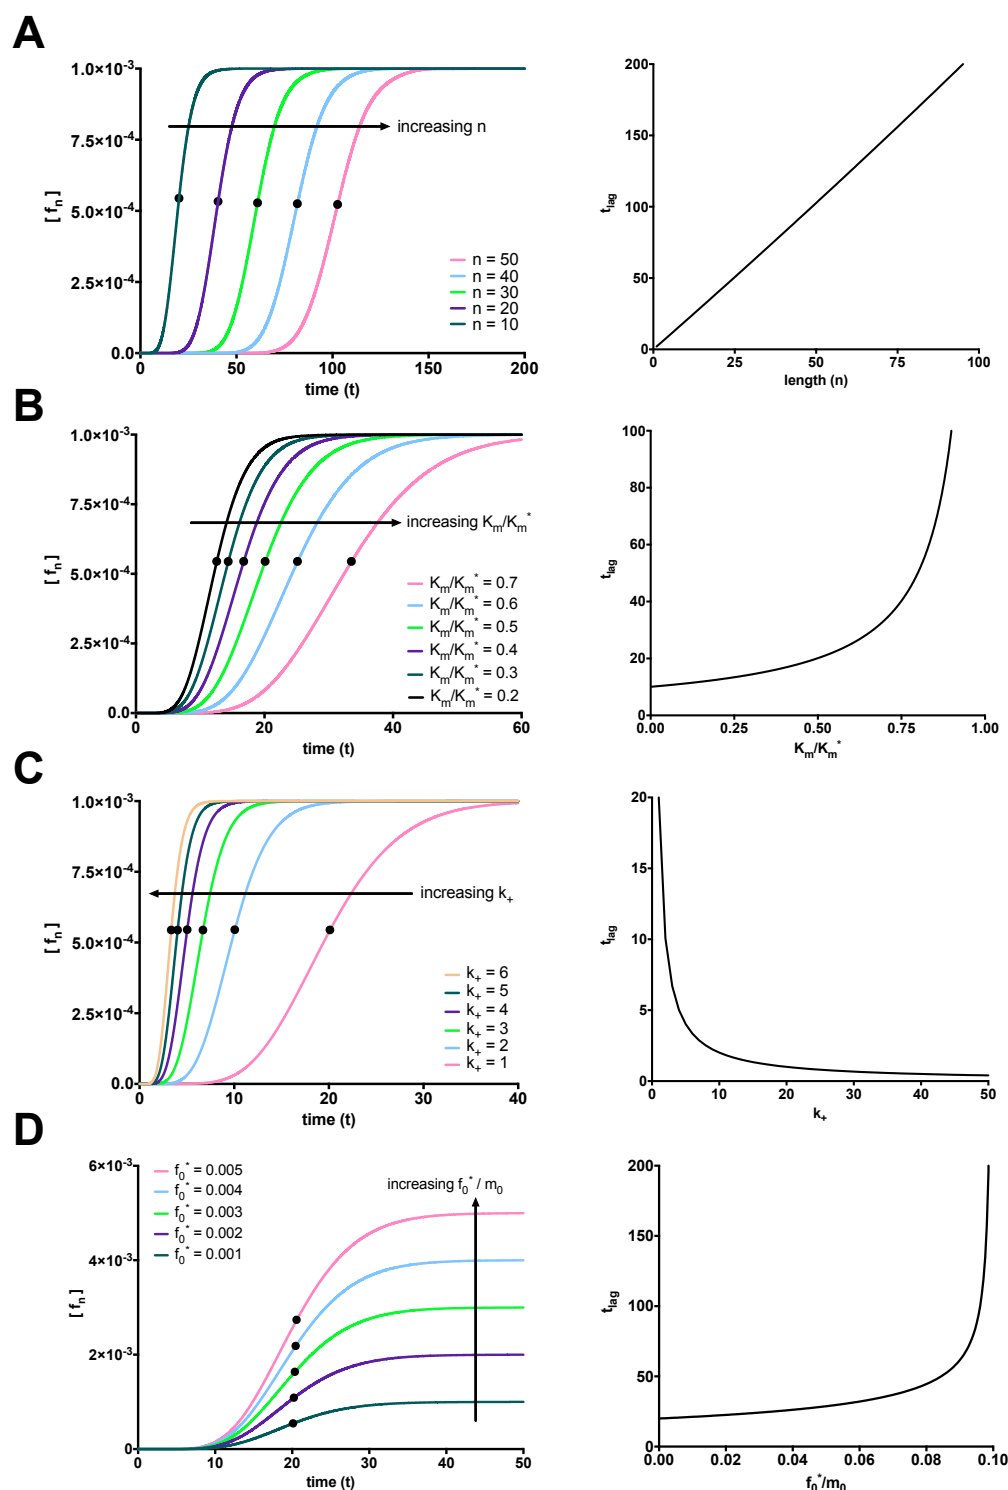 A
1.0×10⁻³
7.5×10⁻⁴
5.0×10⁻⁴
2.5×10⁻⁴
0.0
[ fₙ ]
increasing n
n = 50
n = 40
n = 30
n = 20
n = 10
0 50 100 150 200
time (t)
200
150
100
50
0
t_lag
0 25 50 75 100
length (n)
B
1.0×10⁻³
7.5×10⁻⁴
5.0×10⁻⁴
2.5×10⁻⁴
0.0
[ fₙ ]
increasing Kₘ/Kₘ*
Kₘ/Kₘ* = 0.7
Kₘ/Kₘ* = 0.6
Kₘ/Kₘ* = 0.5
Kₘ/Kₘ* = 0.4
Kₘ/Kₘ* = 0.3
Kₘ/Kₘ* = 0.2
0 20 40 60
time (t)
100
80
60
40
20
0
t_lag
0.00 0.25 0.50 0.75 1.00
Kₘ/Kₘ*
C
1.0×10⁻³
7.5×10⁻⁴
5.0×10⁻⁴
2.5×10⁻⁴
0.0
[ fₙ ]
increasing k₊
k₊ = 6
k₊ = 5
k₊ = 4
k₊ = 3
k₊ = 2
k₊ = 1
0 10 20 30 40
time (t)
20
15
10
5
0
t_lag
0 10 20 30 40 50
k₊
D
6×10⁻³
4×10⁻³
2×10⁻³
0
[ fₙ ]
f₀* = 0.005
f₀* = 0.004
f₀* = 0.003
f₀* = 0.002
f₀* = 0.001
increasing f₀* / m₀
0 10 20 30 40 50
time (t)
200
150
100
50
0
t_lag
0.00 0.02 0.04 0.06 0.08 0.10
f₀*/m₀